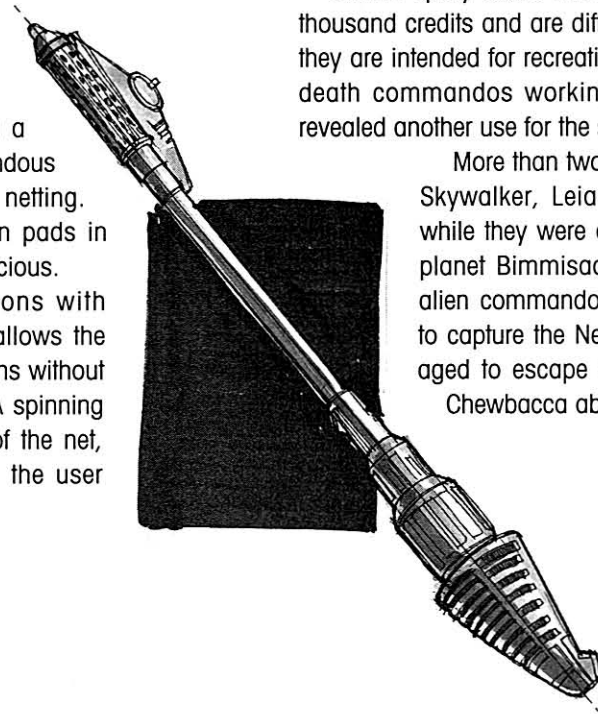 a
ndous
netting.
n pads in
cious.
ons with
allows the
ns without
A spinning
of the net,
the user
thousand credits and are diff
they are intended for recreati
death commandos workin
revealed another use for the s
More than two
Skywalker, Leia
while they were
planet Bimmisac
alien commando
to capture the Ne
aged to escape
Chewbacca ab